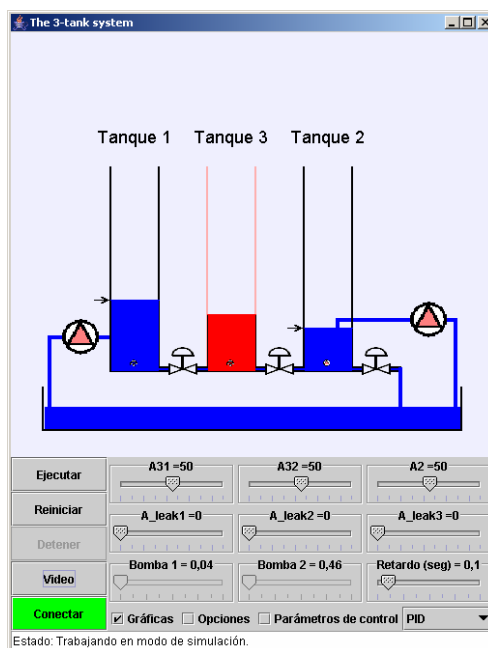 The 3-tank system
Tanque 1 Tanque 3 Tanque 2
Ejecutar
A31 =50 A32 =50 A2 =50
Reiniciar
A_leak1 =0 A_leak2 =0 A_leak3 =0
Detener
Video
Bomba 1 = 0,04 Bomba 2 = 0,46 Retardo (seg) = 0,1
Conectar
Gráficas Opciones Parámetros de control PID
Estado: Trabajando en modo de simulación.